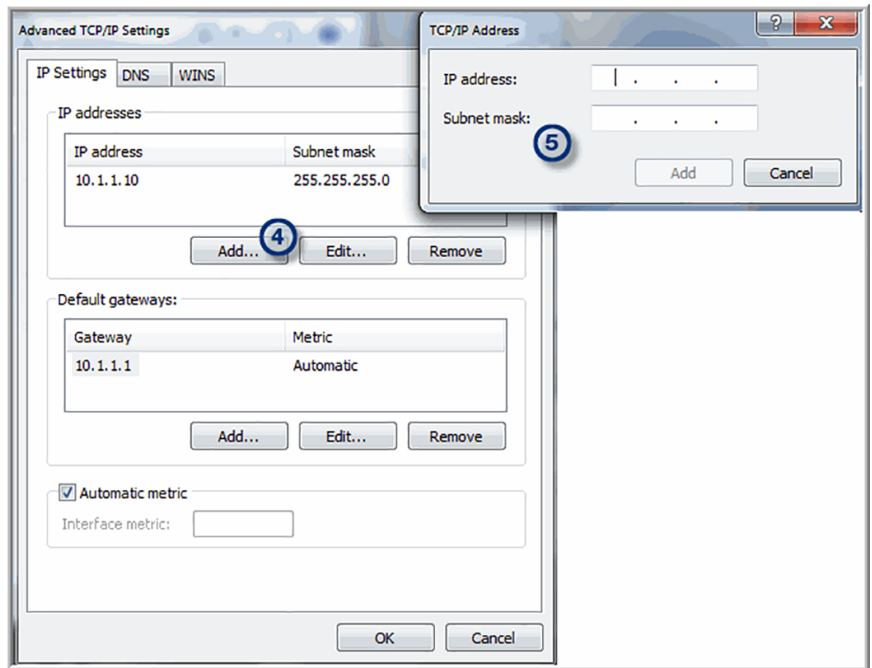 Advanced TCP/IP Settings
IP Settings DNS WINS
IP addresses
IP address Subnet mask
10.1.1.10 255.255.255.0
Add... 4 Edit... Remove
Default gateways:
Gateway Metric
10.1.1.1 Automatic
Add... Edit... Remove
Automatic metric
Interface metric:
OK Cancel
TCP/IP Address ? X
IP address: . . .
Subnet mask: . . .
5
Add Cancel